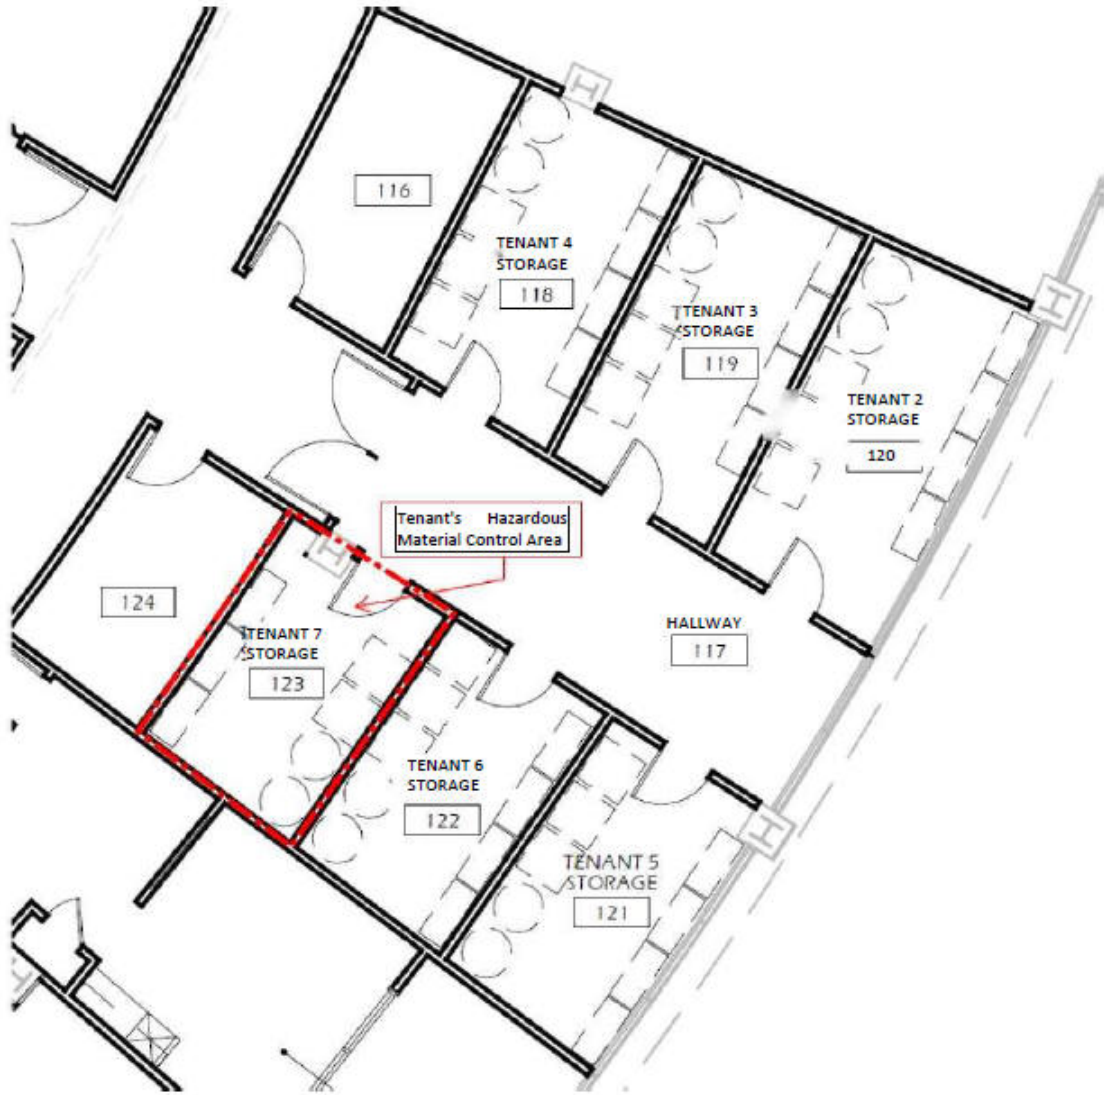 116
TENANT 4
STORAGE
118
TENANT 3
STORAGE
119
TENANT 2
STORAGE
120
Tenant's Hazardous
Material Control Area
124
TENANT 7
STORAGE
123
HALLWAY
117
TENANT 6
STORAGE
122
TENANT 5
STORAGE
121